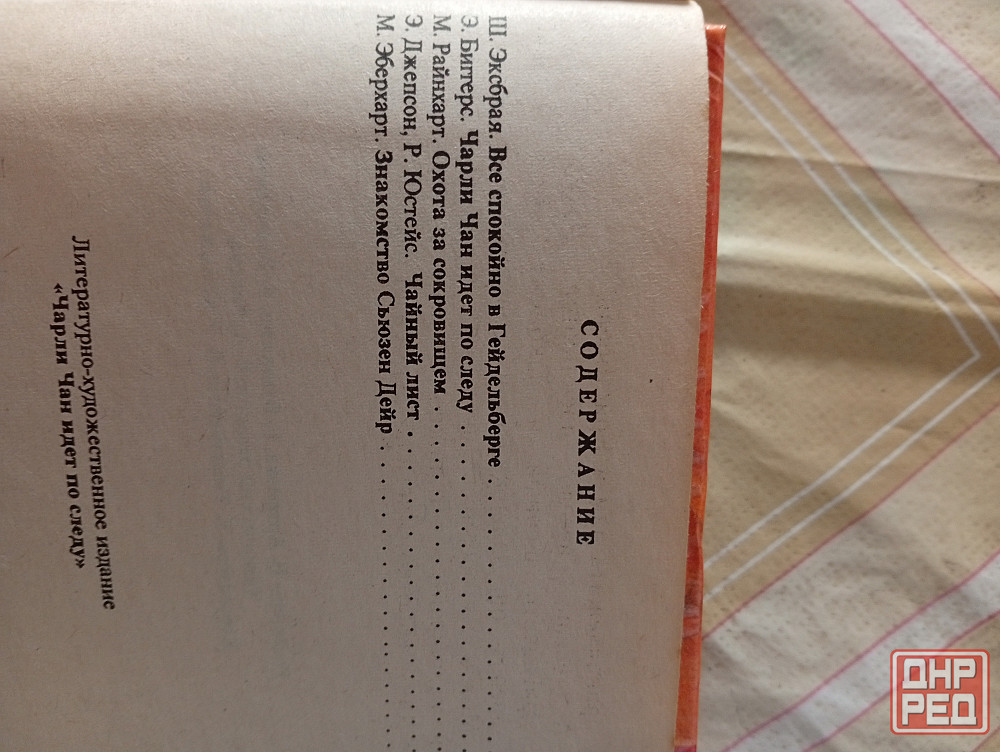 СОДЕРЖАНИЕ
Ш. Эксбрая. Все спокойно в Гейдельберге . . . . . . . . . .
Э. Биггерс. Чарли Чан идет по следу . . . . . . . . . . . .
М. Райнхарт. Охота за сокровищем . . . . . . . . . . . . .
Э. Джепсон, Р. Юстейс. Чайный лист . . . . . . . . . . . .
М. Эберхарт. Знакомство Сьюзен Дейр . . . . . . . . . . . .
Литературно-художественное издание
«Чарли Чан идет по следу»
ДНР
РЕД